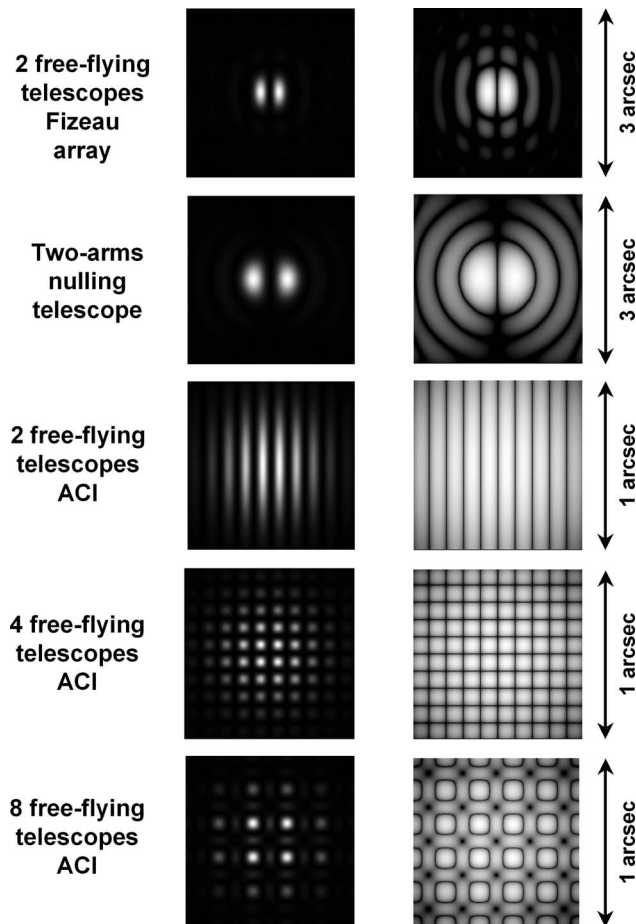 2 free-flying
telescopes
Fizeau
array
3 arcsec
Two-arms
nulling
telescope
3 arcsec
2 free-flying
telescopes
ACI
1 arcsec
4 free-flying
telescopes
ACI
1 arcsec
8 free-flying
telescopes
ACI
1 arcsec